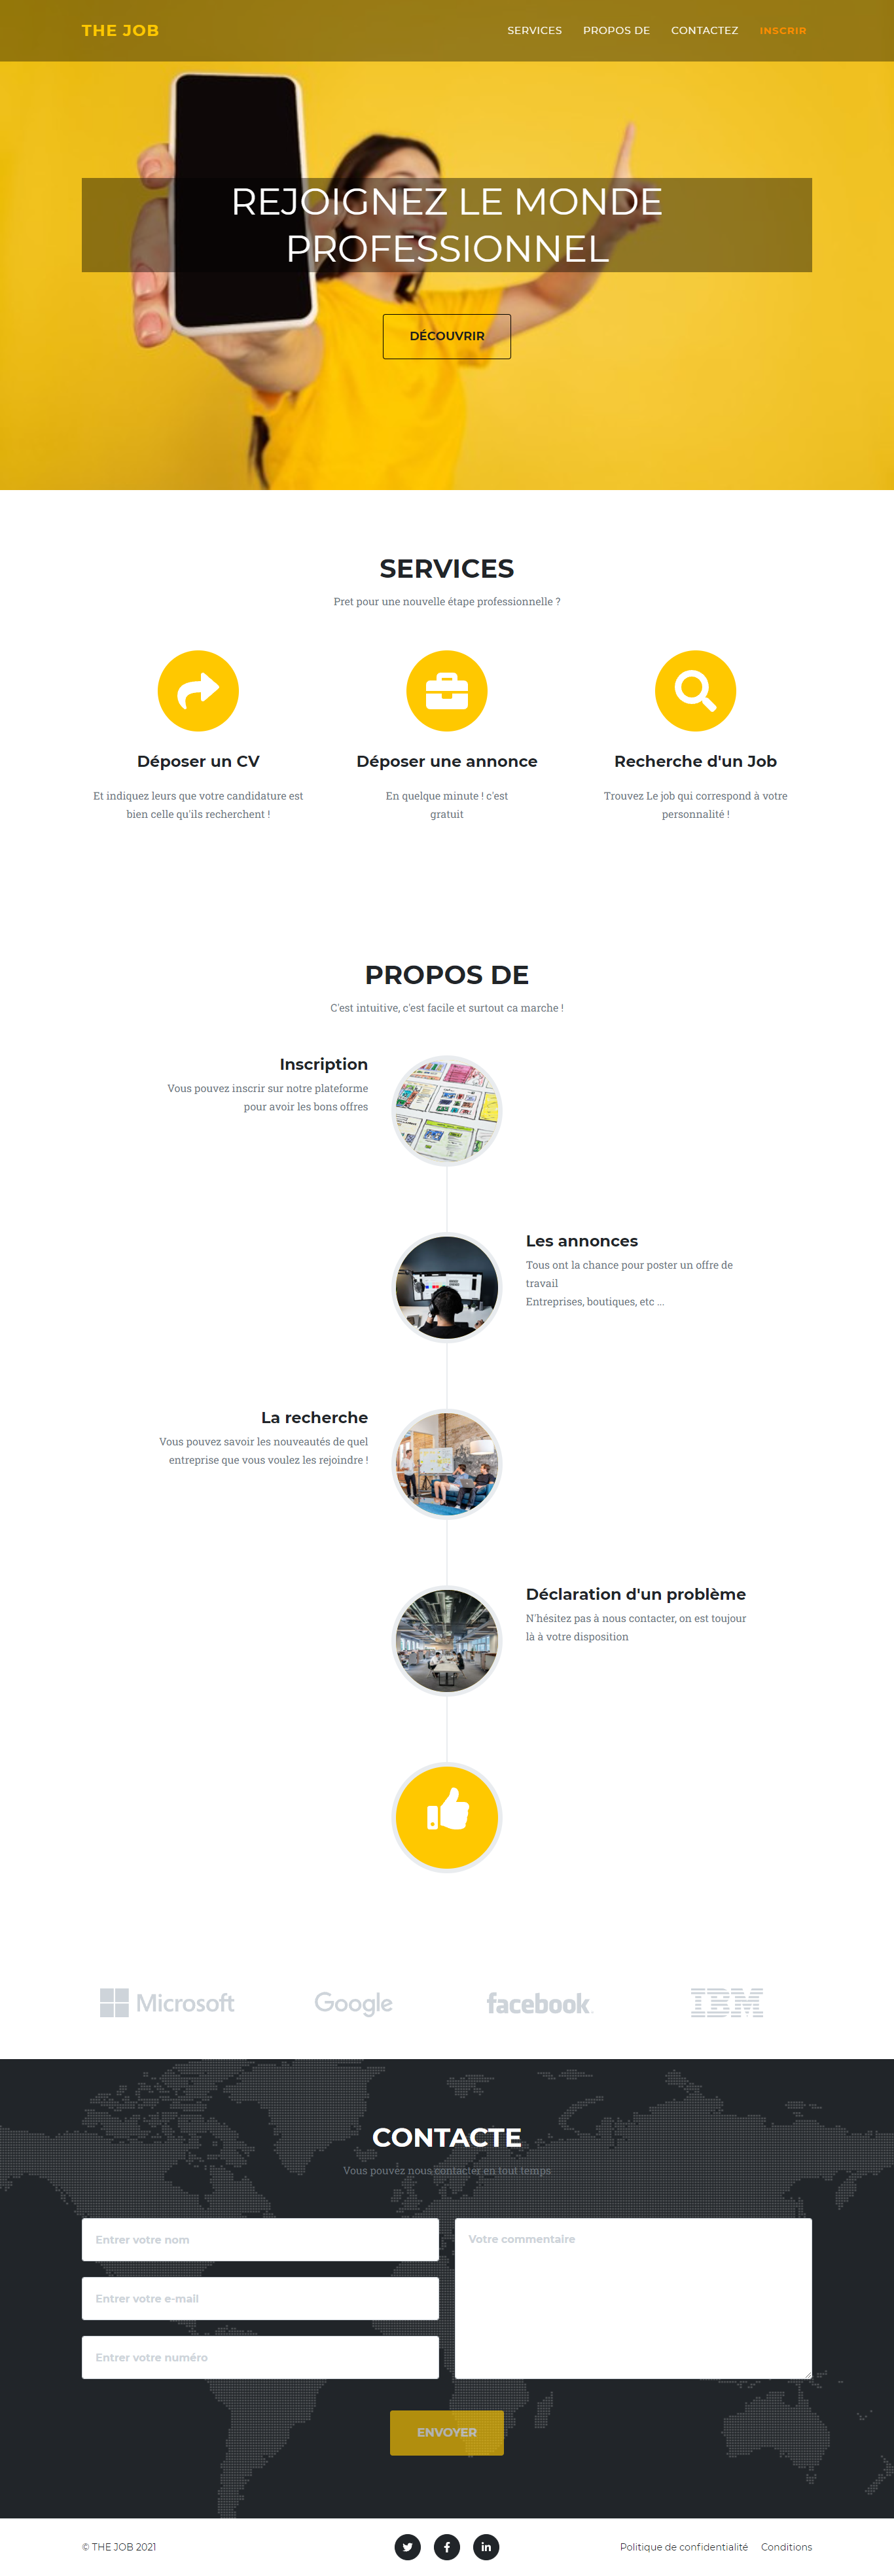 THE JOB
SERVICES PROPOS DE CONTACTEZ INSCRIR
REJOIGNEZ LE MONDE
PROFESSIONNEL
DÉCOUVRIR
SERVICES
Pret pour une nouvelle étape professionnelle ?
Déposer un CV
Et indiquez leurs que votre candidature est
bien celle qu'ils recherchent !
Déposer une annonce
En quelque minute ! c'est
gratuit
Recherche d'un Job
Trouvez Le job qui correspond à votre
personnalité !
PROPOS DE
C'est intuitive, c'est facile et surtout ca marche !
Inscription
Vous pouvez inscrir sur notre plateforme
pour avoir les bons offres
Les annonces
Tous ont la chance pour poster un offre de
travail
Entreprises, boutiques, etc ...
La recherche
Vous pouvez savoir les nouveautés de quel
entreprise que vous voulez les rejoindre !
Déclaration d'un problème
N'hésitez pas à nous contacter, on est toujour
là à votre disposition
Microsoft Google facebook IBM
CONTACTE
Vous pouvez nous contacter en tout temps
Entrer votre nom
Entrer votre e-mail
Entrer votre numéro
Votre commentaire
ENVOYER
© THE JOB 2021
Politique de confidentialité Conditions